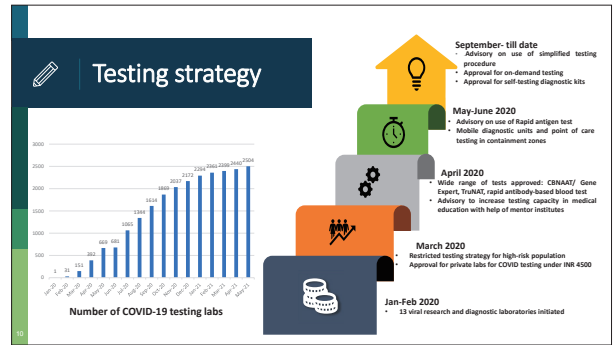 Testing strategy
3000
2500
2000
1500
1000
500
0
1
31
151
392
669
681
1065
1344
1614
1869
2037
2172
2294
2361
2398
2440
2504
Jan-20
Feb-20
Mar-20
Apr-20
May-20
Jun-20
Jul-20
Aug-20
Sep-20
Oct-20
Nov-20
Dec-20
Jan-21
Feb-21
Mar-21
Apr-21
May-21
Number of COVID-19 testing labs
September- till date
- Advisory on use of simplified testing
procedure
• Approval for on-demand testing
• Approval for self-testing diagnostic kits
May-June 2020
• Advisory on use of Rapid antigen test
• Mobile diagnostic units and point of care
testing in containment zones
April 2020
• Wide range of tests approved: CBNAAT/ Gene
Expert, TruNAT, rapid antibody-based blood test
• Advisory to increase testing capacity in medical
education with help of mentor institutes
March 2020
• Restricted testing strategy for high-risk population
• Approval for private labs for COVID testing under INR 4500
Jan-Feb 2020
• 13 viral research and diagnostic laboratories initiated
10